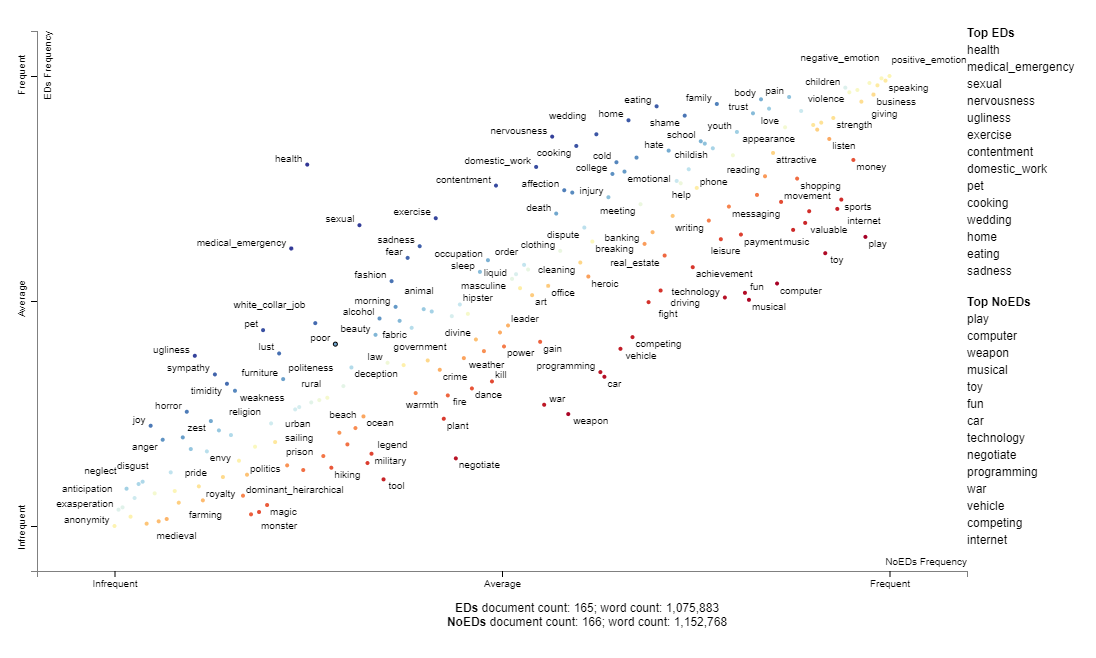 Top EDs
negative_emotion
positive_emotion
health
medical_emergency
sexual
nervousness
ugliness
exercise
contentment
domestic_work
pet
cooking
wedding
home
eating
sadness
Top NoEDs
play
computer
weapon
musical
toy
fun
car
technology
negotiate
programming
war
vehicle
competing
internet
Frequent
EDs Frequency
Average
Infrequent
children
speaking
body
pain
violence
business
eating
family
trust
giving
wedding
home
shame
love
strength
youth
nervousness
school
appearance
listen
cooking
hate
childish
attractive
money
health
domestic_work
cold
college
reading
contentment
affection
emotional
phone
shopping
injury
help
movement
exercise
death
meeting
messaging
sports
sexual
internet
writing
valuable
medical_emergency
sadness
dispute
banking
payment
music
play
fear
occupation
order
clothing
breaking
leisure
toy
sleep
liquid
cleaning
real_estate
fashion
achievement
masculine
heroic
animal
office
technology
fun
computer
white_collar_job
morning
hipster
art
driving
musical
alcohol
fight
pet
leader
poor
beauty
fabric
divine
ugliness
lust
government
power
gain
competing
law
vehicle
sympathy
furniture
politeness
deception
weather
programming
timidity
rural
crime
kill
car
weakness
horror
religion
warmth
fire
dance
war
joy
zest
urban
beach
ocean
plant
weapon
anger
sailing
legend
envy
prison
military
negotiate
neglect
disgust
pride
politics
hiking
anticipation
royalty
dominant_heirarchical
tool
exasperation
farming
magic
anonymity
monster
medieval
NoEDs Frequency
Infrequent
Average
Frequent
EDs document count: 165; word count: 1,075,883
NoEDs document count: 166; word count: 1,152,768